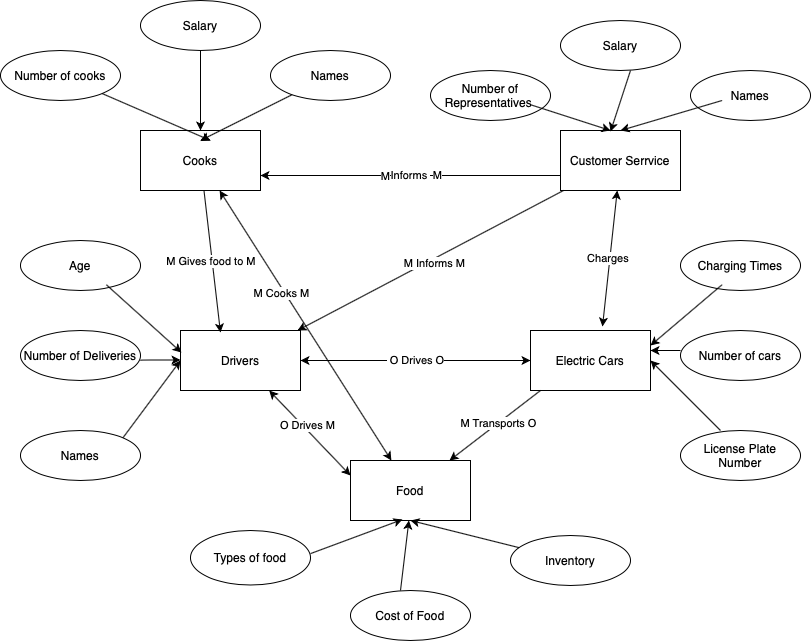 Salary
Salary
Number of cooks
Names
Number of
Representatives
Names
Cooks
Customer Serrvice
M Informs -M
Age
M Gives food to M
M Informs M
Charges
Charging Times
M Cooks M
Number of Deliveries
Drivers
O Drives O
Electric Cars
Number of cars
O Drives M
M Transports O
Names
License Plate
Number
Food
Types of food
Inventory
Cost of Food